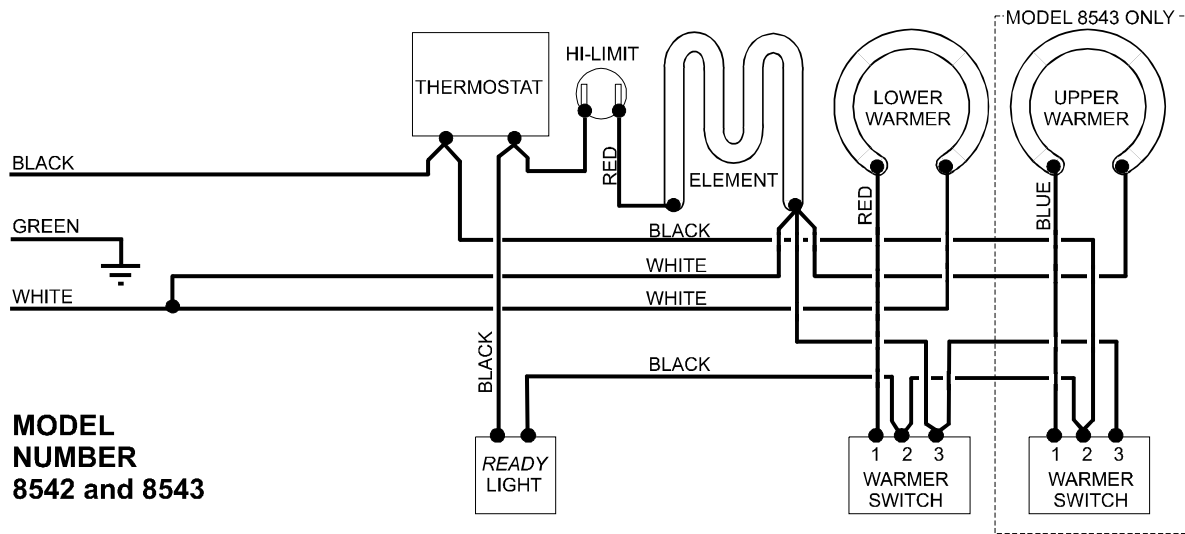 MODEL 8543 ONLY
HI-LIMIT
THERMOSTAT
LOWER
WARMER
UPPER
WARMER
BLACK
RED
ELEMENT
RED
BLUE
GREEN
BLACK
WHITE
WHITE
WHITE
BLACK
BLACK
MODEL
NUMBER
8542 and 8543
READY
LIGHT
1 2 3
WARMER
SWITCH
1 2 3
WARMER
SWITCH